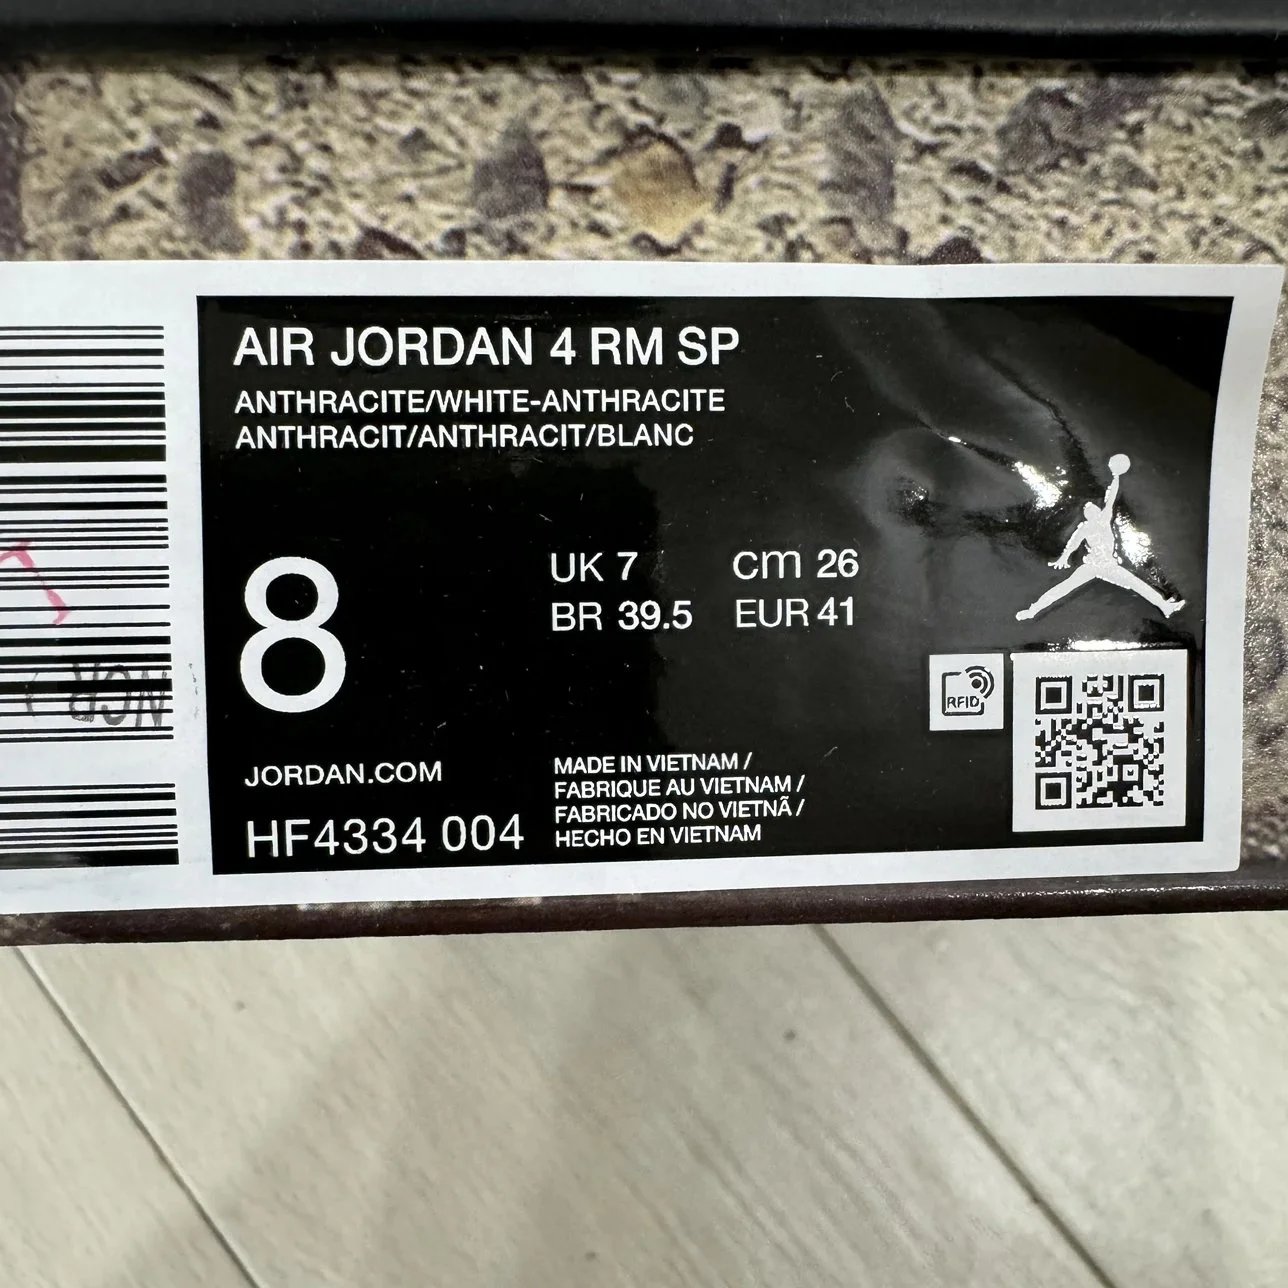 AIR JORDAN 4 RM SP
ANTHRACITE/WHITE-ANTHRACITE
ANTHRACIT/ANTHRACIT/BLANC
8
UK 7 cm 26
BR 39.5 EUR 41
RFID
JORDAN.COM
HF4334 004
MADE IN VIETNAM /
FABRIQUE AU VIETNAM /
FABRICADO NO VIETNÃ /
HECHO EN VIETNAM
NCR